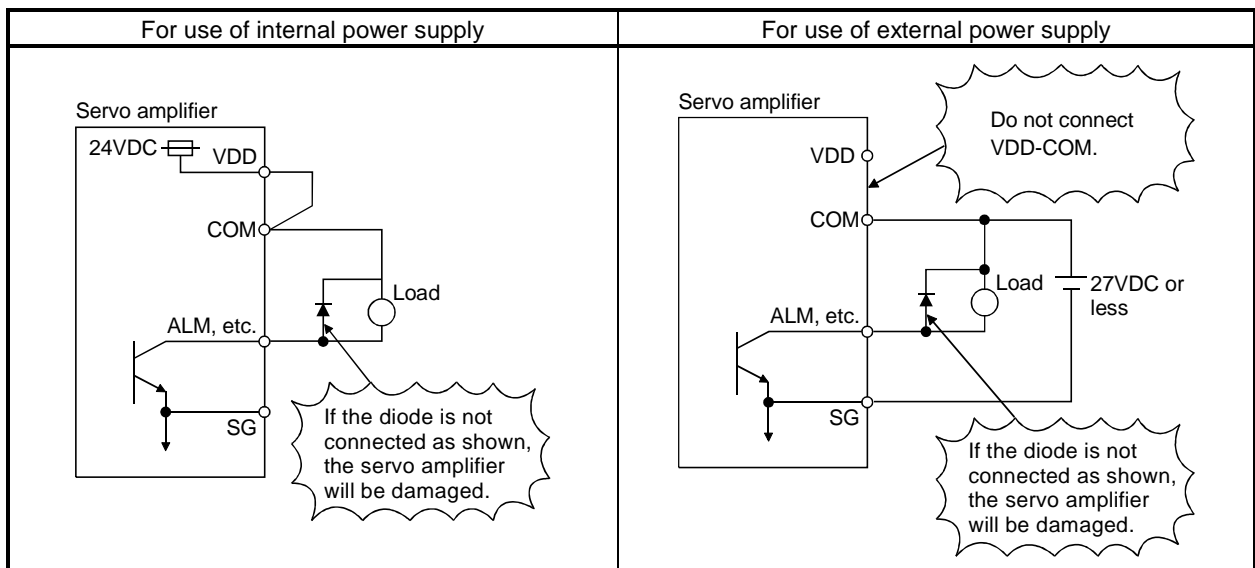 For use of internal power supply
For use of external power supply
Servo amplifier
24VDC
VDD
COM
Load
ALM, etc.
SG
If the diode is not
connected as shown,
the servo amplifier
will be damaged.
Servo amplifier
Do not connect
VDD-COM.
VDD
COM
Load
27VDC or
less
ALM, etc.
SG
If the diode is not
connected as shown,
the servo amplifier
will be damaged.